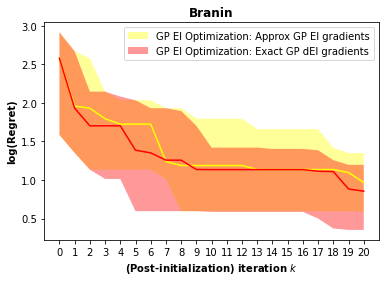 Branin
GP EI Optimization: Approx GP EI gradients
GP EI Optimization: Exact GP dEI gradients
log(Regret)
3.0
2.5
2.0
1.5
1.0
0.5
0 1 2 3 4 5 6 7 8 9 10 11 12 13 14 15 16 17 18 19 20
(Post-initialization) iteration k